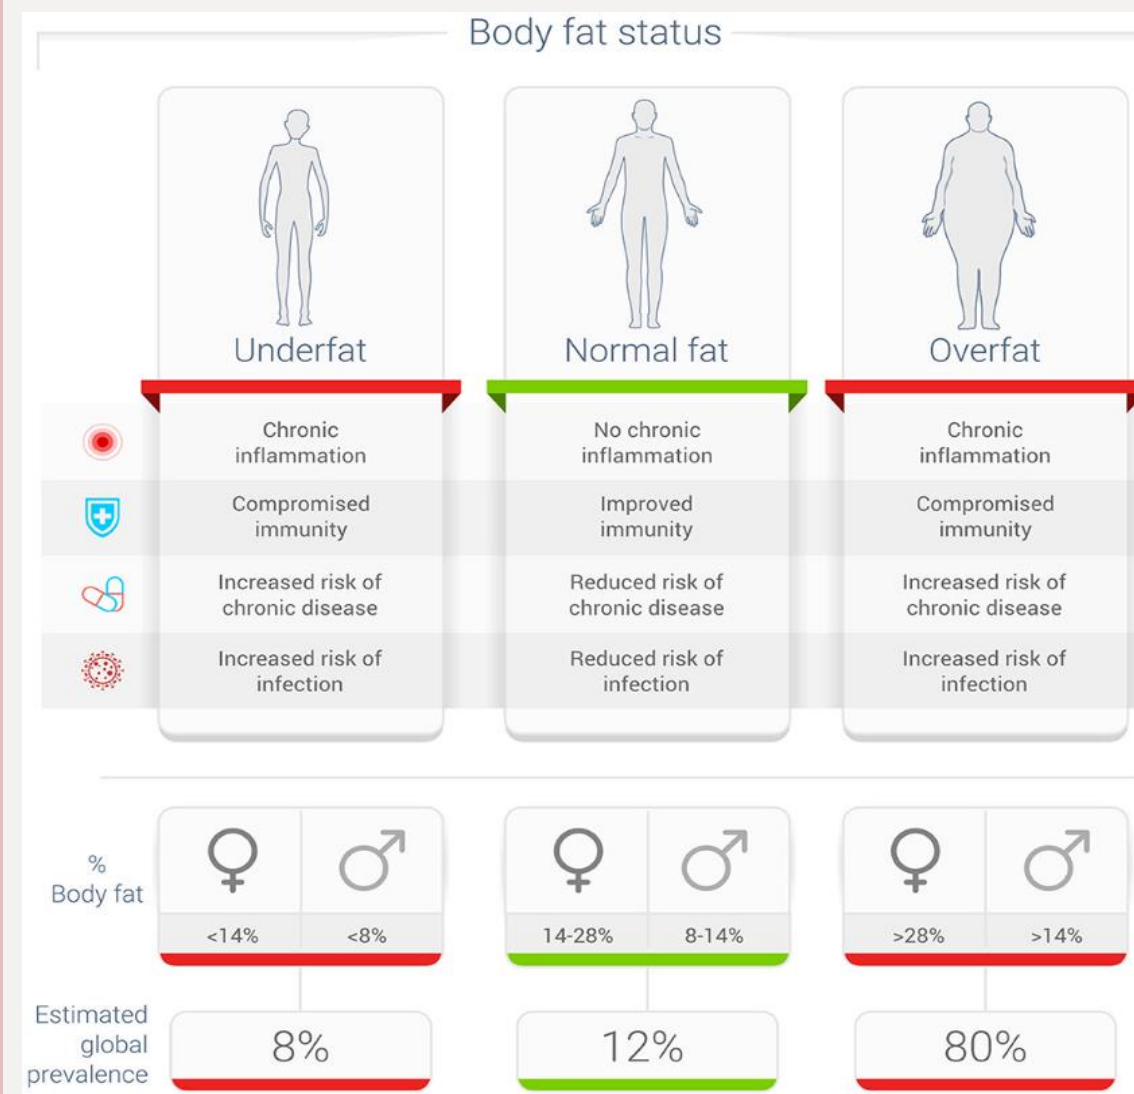 Body fat status
Underfat
Normal fat
Overfat
Chronic
inflammation
No chronic
inflammation
Chronic
inflammation
Compromised
immunity
Improved
immunity
Compromised
immunity
Increased risk of
chronic disease
Reduced risk of
chronic disease
Increased risk of
chronic disease
Increased risk of
infection
Reduced risk of
infection
Increased risk of
infection
%
Body fat
<14%
<8%
14-28%
8-14%
>28%
>14%
Estimated
global
prevalence
8%
12%
80%